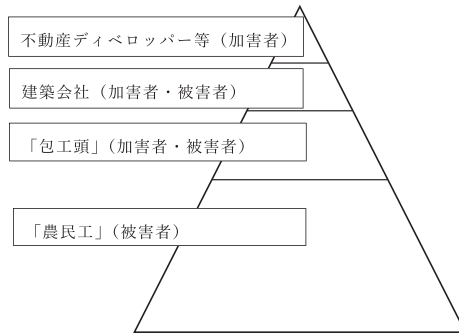 不動産ディベロッパー等（加害者）
建築会社（加害者・被害者）
「包工頭」（加害者・被害者）
「農民工」（被害者）